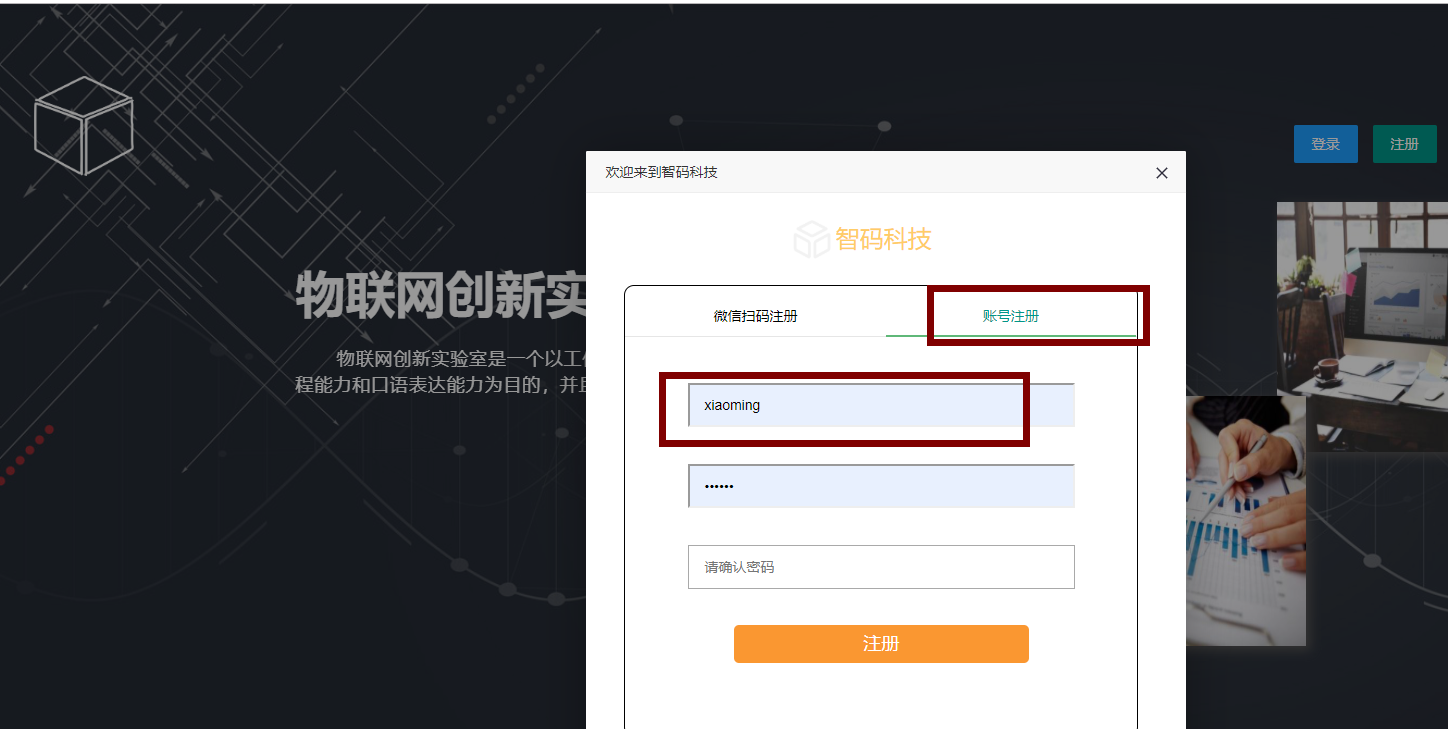 登录
注册
欢迎来到智码科技
智码科技
物联网创新实
微信扫码注册
账号注册
物联网创新实验室是一个以工
程能力和口语表达能力为目的，并且
xiaoming
••••••
请确认密码
注册